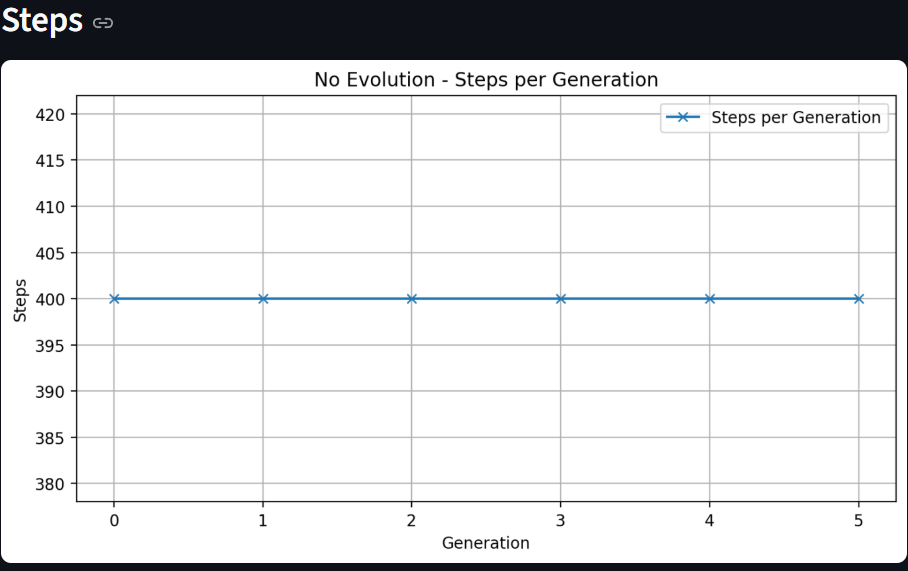 Steps
No Evolution - Steps per Generation
Steps per Generation
420
415
410
405
400
395
390
385
380
Steps
0 1 2 3 4 5
Generation